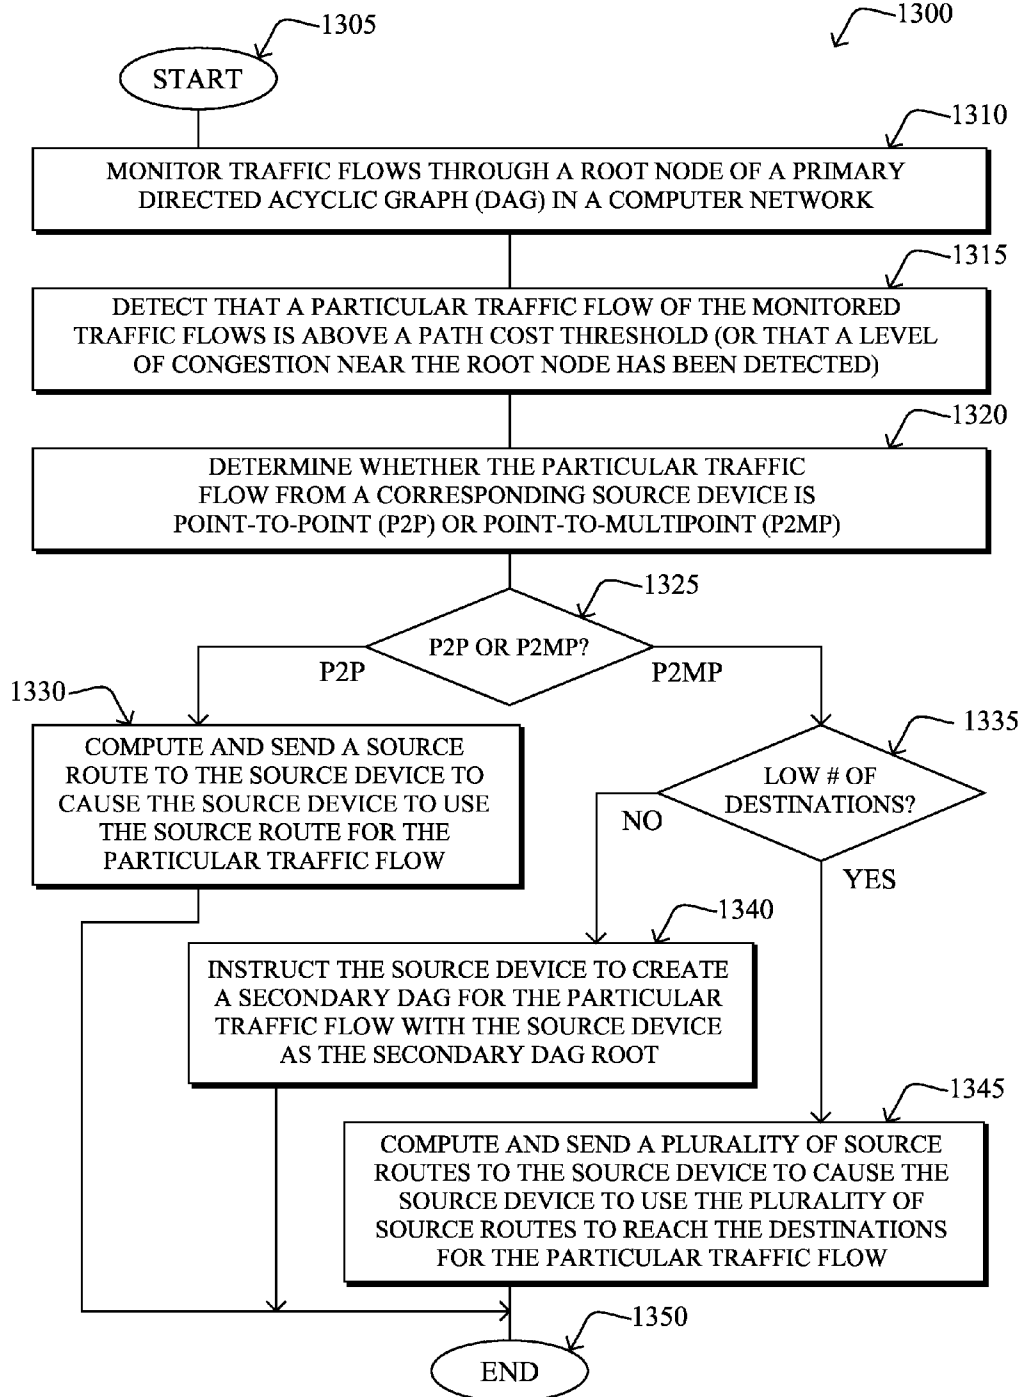 1305
1300
START
1310
MONITOR TRAFFIC FLOWS THROUGH A ROOT NODE OF A PRIMARY
DIRECTED ACYCLIC GRAPH (DAG) IN A COMPUTER NETWORK
1315
DETECT THAT A PARTICULAR TRAFFIC FLOW OF THE MONITORED
TRAFFIC FLOWS IS ABOVE A PATH COST THRESHOLD (OR THAT A LEVEL
OF CONGESTION NEAR THE ROOT NODE HAS BEEN DETECTED)
1320
DETERMINE WHETHER THE PARTICULAR TRAFFIC
FLOW FROM A CORRESPONDING SOURCE DEVICE IS
POINT-TO-POINT (P2P) OR POINT-TO-MULTIPOINT (P2MP)
1325
P2P OR P2MP?
P2P
P2MP
1330
COMPUTE AND SEND A SOURCE
ROUTE TO THE SOURCE DEVICE TO
CAUSE THE SOURCE DEVICE TO USE
THE SOURCE ROUTE FOR THE
PARTICULAR TRAFFIC FLOW
1335
LOW # OF
DESTINATIONS?
NO
YES
1340
INSTRUCT THE SOURCE DEVICE TO CREATE
A SECONDARY DAG FOR THE PARTICULAR
TRAFFIC FLOW WITH THE SOURCE DEVICE
AS THE SECONDARY DAG ROOT
1345
COMPUTE AND SEND A PLURALITY OF SOURCE
ROUTES TO THE SOURCE DEVICE TO CAUSE THE
SOURCE DEVICE TO USE THE PLURALITY OF
SOURCE ROUTES TO REACH THE DESTINATIONS
FOR THE PARTICULAR TRAFFIC FLOW
1350
END